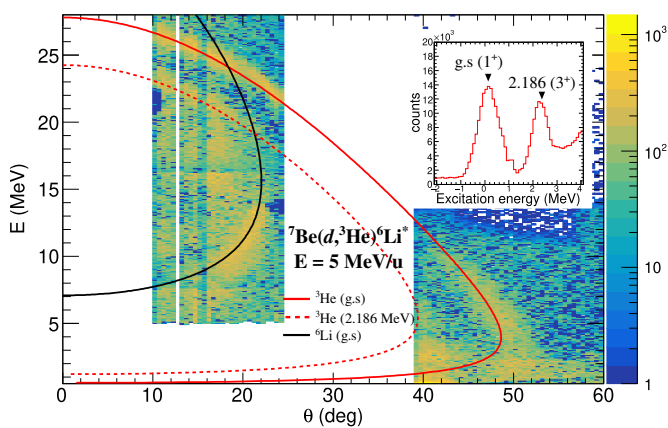 ×10³
20
18
16
14
12
10
8
6
4
2
0
counts
g.s (1⁺)
2.186 (3⁺)
−2 −1 0 1 2 3 4
Excitation energy (MeV)
25
20
15
10
5
E (MeV)
⁷Be(d,³He)⁶Li*
E = 5 MeV/u
³He (g.s)
³He (2.186 MeV)
⁶Li (g.s)
0 10 20 30 40 50 60
θ (deg)
10³
10²
10
1